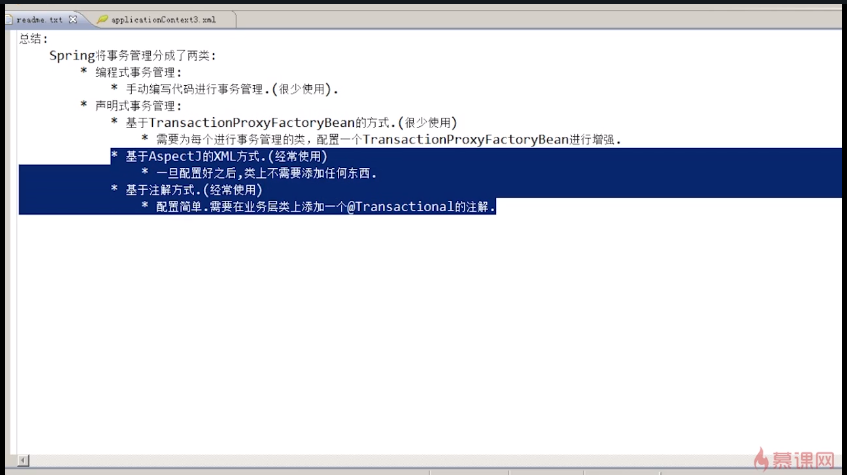 readme.txt applicationContext3.xml
总结:
Spring将事务管理分成了两类:
* 编程式事务管理:
* 手动编写代码进行事务管理.(很少使用).
* 声明式事务管理:
* 基于TransactionProxyFactoryBean的方式.(很少使用)
* 需要为每个进行事务管理的类，配置一个TransactionProxyFactoryBean进行增强.
* 基于AspectJ的XML方式.(经常使用)
* 一旦配置好之后,类上不需要添加任何东西.
* 基于注解方式.(经常使用)
* 配置简单.需要在业务层类上添加一个@Transactional的注解.
慕课网